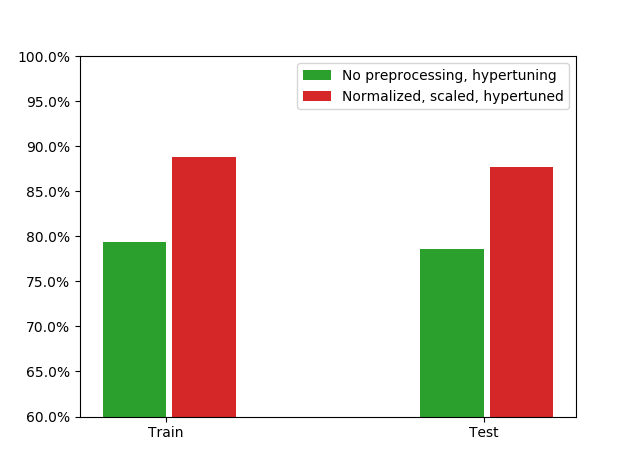 100.0%
95.0%
90.0%
85.0%
80.0%
75.0%
70.0%
65.0%
60.0%
No preprocessing, hypertuning
Normalized, scaled, hypertuned
Train
Test